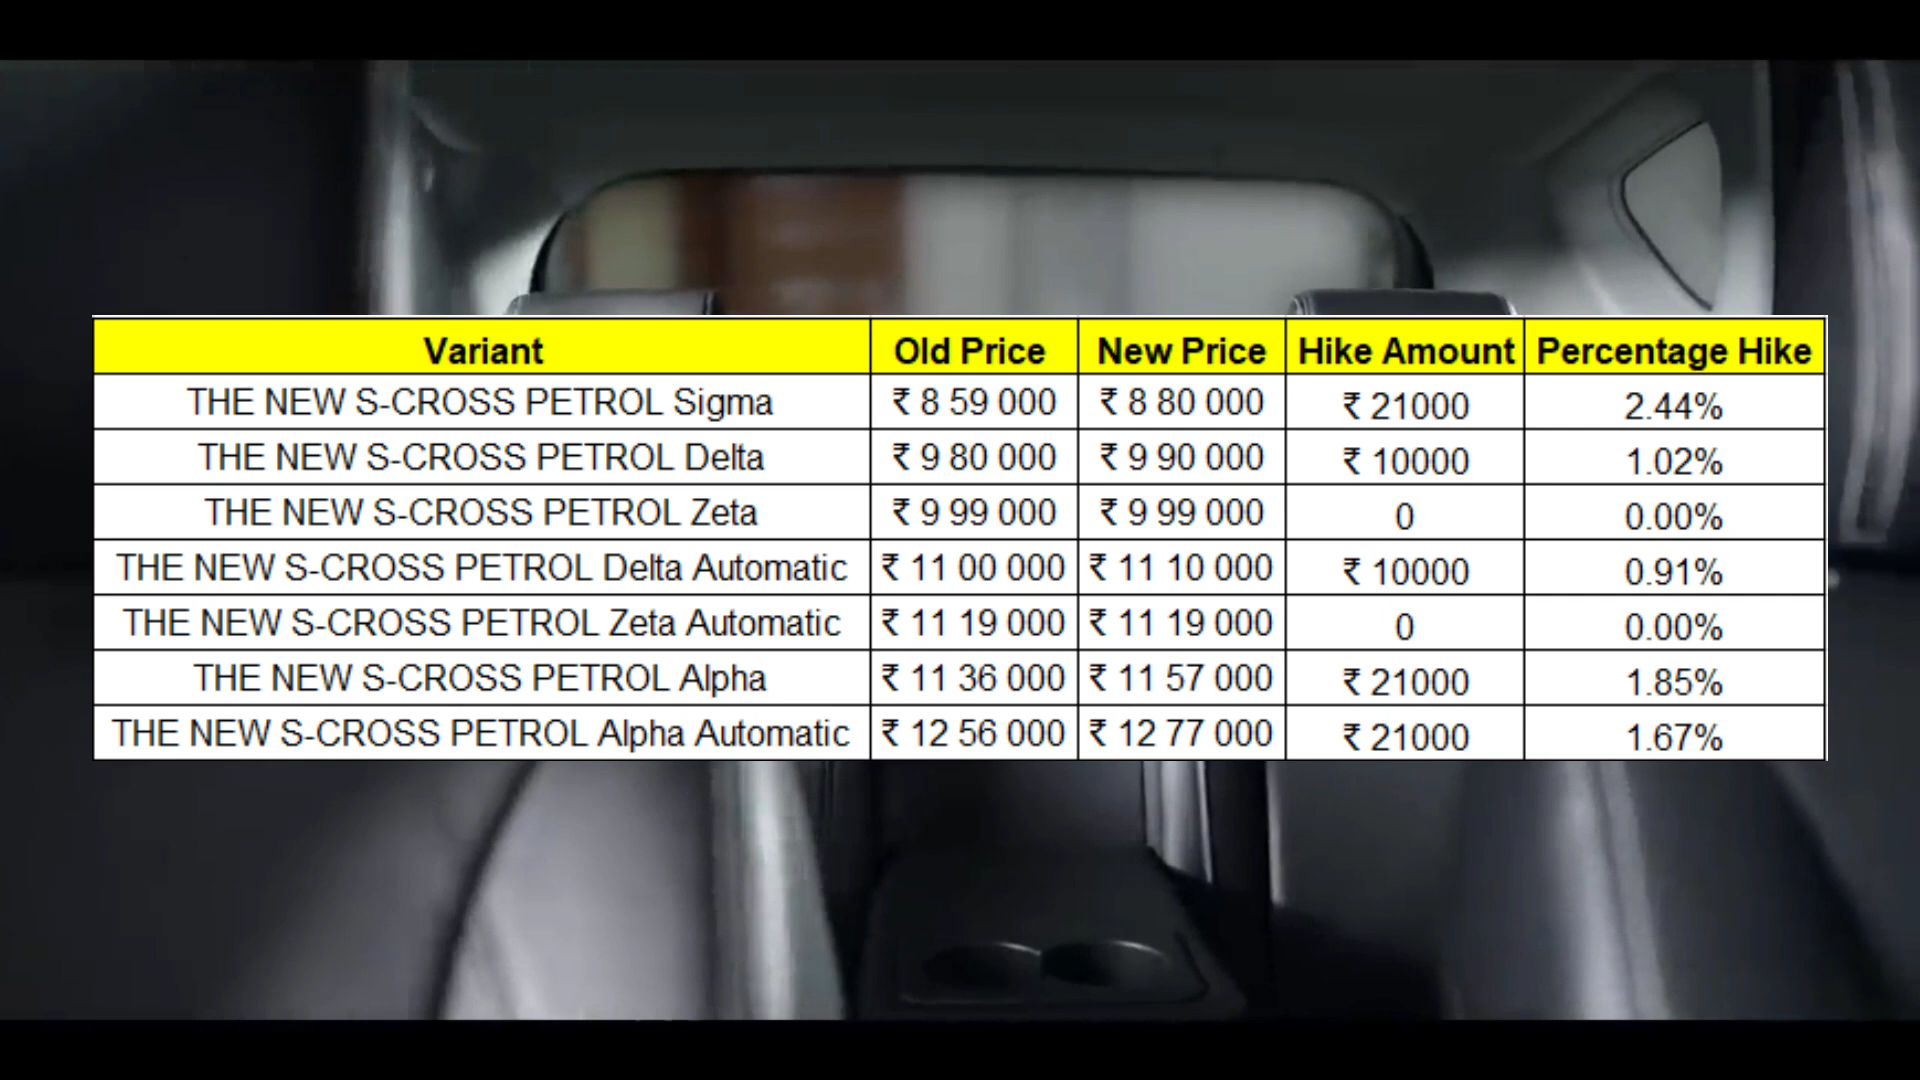 Variant Old Price New Price Hike Amount Percentage Hike
THE NEW S-CROSS PETROL Sigma ₹ 8 59 000 ₹ 8 80 000 ₹ 21000 2.44%
THE NEW S-CROSS PETROL Delta ₹ 9 80 000 ₹ 9 90 000 ₹ 10000 1.02%
THE NEW S-CROSS PETROL Zeta ₹ 9 99 000 ₹ 9 99 000 0 0.00%
THE NEW S-CROSS PETROL Delta Automatic ₹ 11 00 000 ₹ 11 10 000 ₹ 10000 0.91%
THE NEW S-CROSS PETROL Zeta Automatic ₹ 11 19 000 ₹ 11 19 000 0 0.00%
THE NEW S-CROSS PETROL Alpha ₹ 11 36 000 ₹ 11 57 000 ₹ 21000 1.85%
THE NEW S-CROSS PETROL Alpha Automatic ₹ 12 56 000 ₹ 12 77 000 ₹ 21000 1.67%